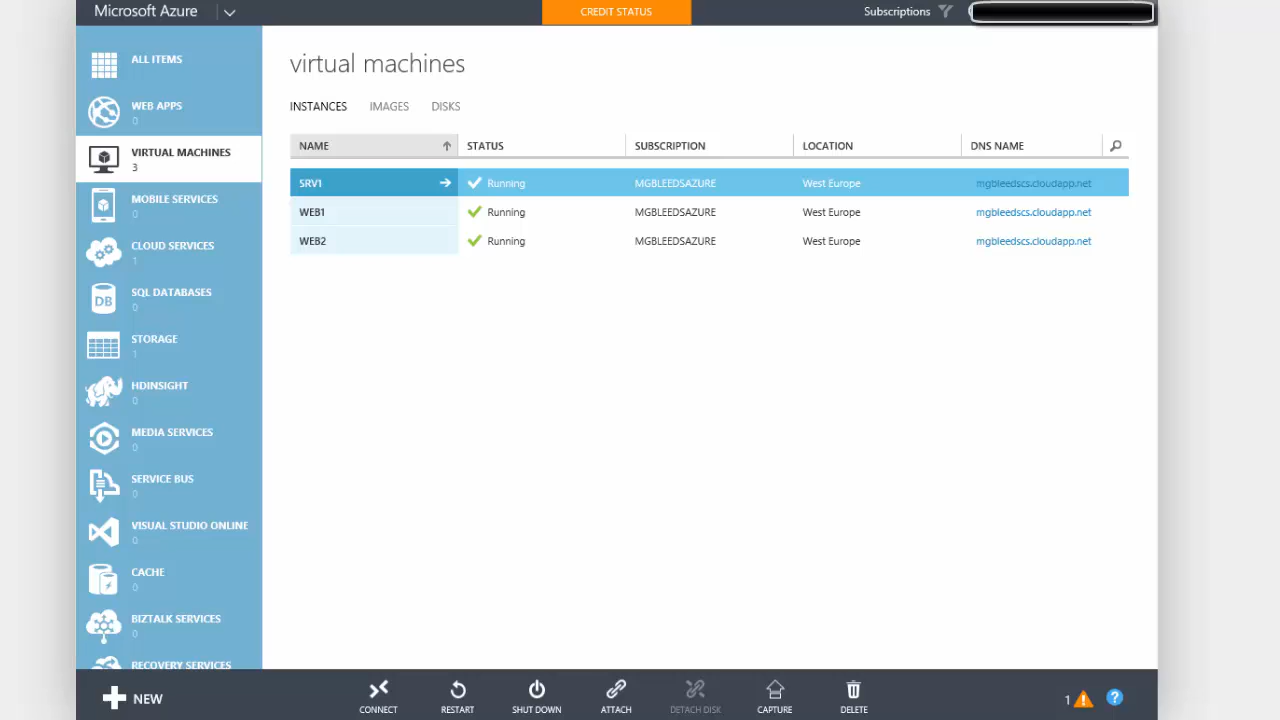 Microsoft Azure
CREDIT STATUS
Subscriptions
ALL ITEMS
WEB APPS
0
VIRTUAL MACHINES
3
MOBILE SERVICES
0
CLOUD SERVICES
1
SQL DATABASES
0
STORAGE
1
HDINSIGHT
0
MEDIA SERVICES
0
SERVICE BUS
0
VISUAL STUDIO ONLINE
0
CACHE
0
BIZTALK SERVICES
0
RECOVERY SERVICES
virtual machines
INSTANCES IMAGES DISKS
NAME STATUS SUBSCRIPTION LOCATION DNS NAME
SRV1 Running MGBLEEDSAZURE West Europe mgbleedscs.cloudapp.net
WEB1 Running MGBLEEDSAZURE West Europe mgbleedscs.cloudapp.net
WEB2 Running MGBLEEDSAZURE West Europe mgbleedscs.cloudapp.net
DB
NEW
CONNECT RESTART SHUT DOWN ATTACH DETACH DISK CAPTURE DELETE
1 ?